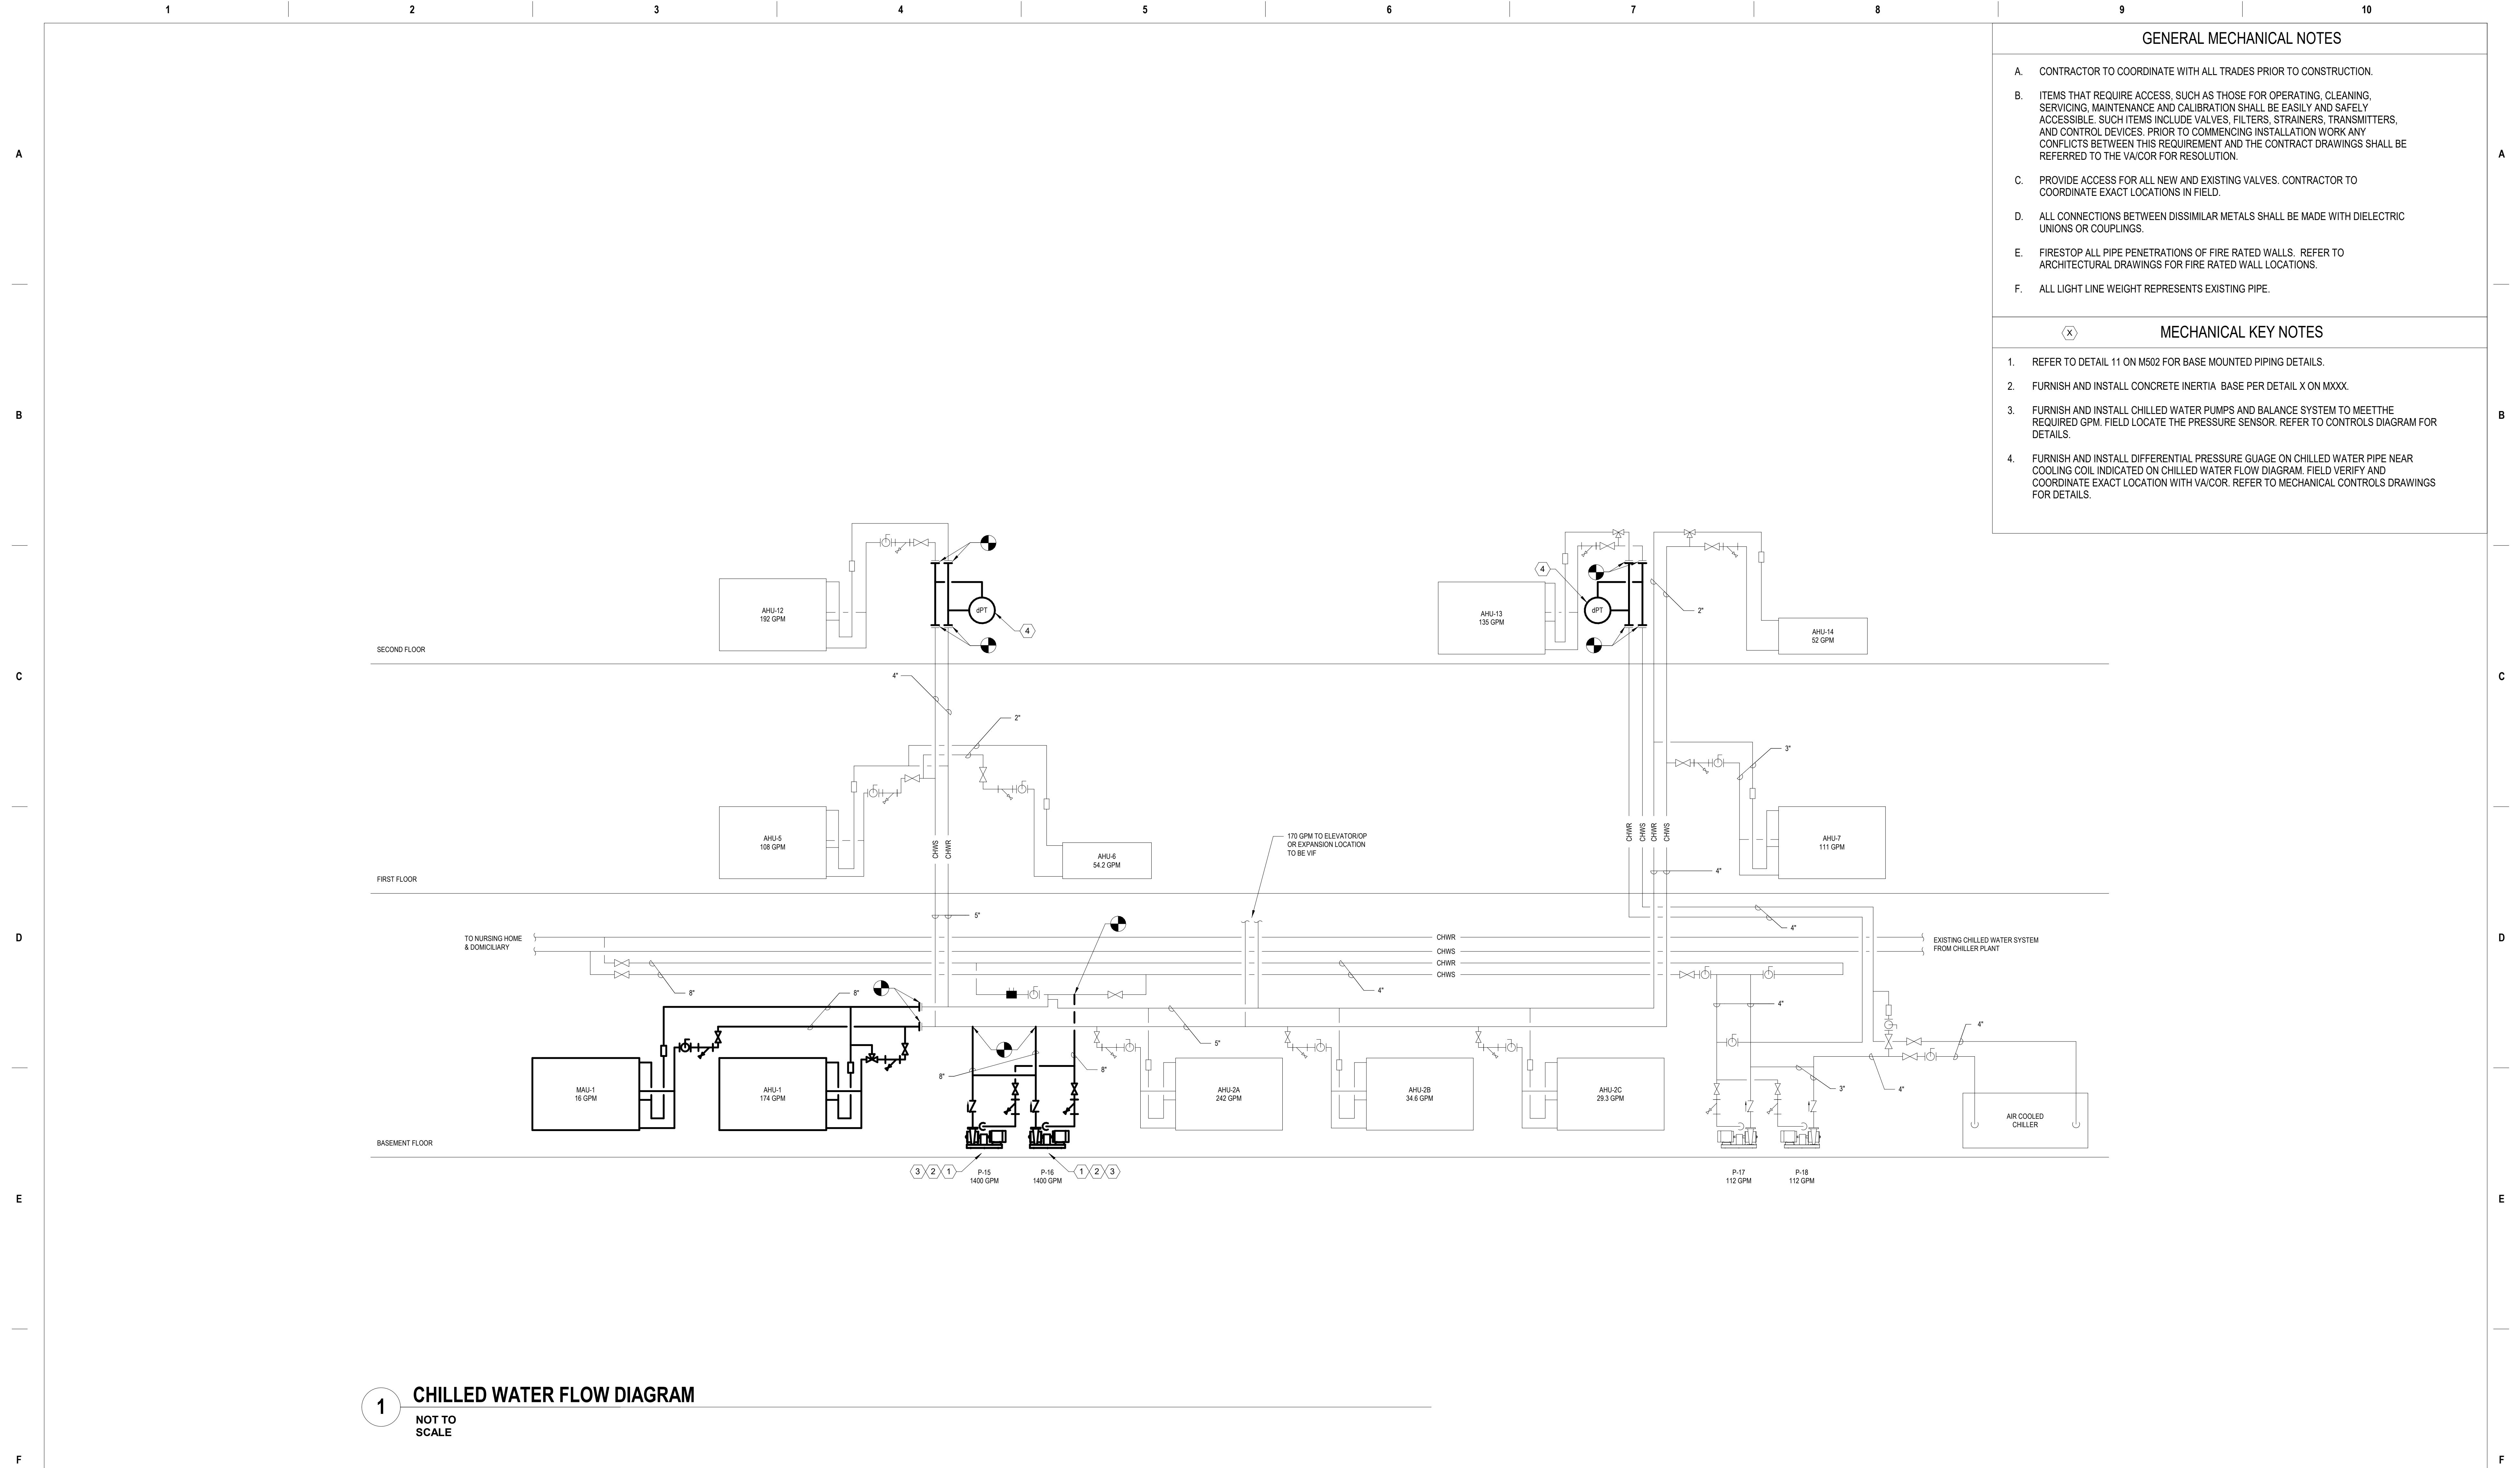 1 2 3 4 5 6 7 8 9 10
GENERAL MECHANICAL NOTES
A. CONTRACTOR TO COORDINATE WITH ALL TRADES PRIOR TO CONSTRUCTION.
B. ITEMS THAT REQUIRE ACCESS, SUCH AS THOSE FOR OPERATING, CLEANING,
SERVICING, MAINTENANCE AND CALIBRATION SHALL BE EASILY AND SAFELY
ACCESSIBLE. SUCH ITEMS INCLUDE VALVES, FILTERS, STRAINERS, TRANSMITTERS,
AND CONTROL DEVICES. PRIOR TO COMMENCING INSTALLATION WORK ANY
CONFLICTS BETWEEN THIS REQUIREMENT AND THE CONTRACT DRAWINGS SHALL BE
REFERRED TO THE VA/COR FOR RESOLUTION.
C. PROVIDE ACCESS FOR ALL NEW AND EXISTING VALVES. CONTRACTOR TO
COORDINATE EXACT LOCATIONS IN FIELD.
D. ALL CONNECTIONS BETWEEN DISSIMILAR METALS SHALL BE MADE WITH DIELECTRIC
UNIONS OR COUPLINGS.
E. FIRESTOP ALL PIPE PENETRATIONS OF FIRE RATED WALLS. REFER TO
ARCHITECTURAL DRAWINGS FOR FIRE RATED WALL LOCATIONS.
F. ALL LIGHT LINE WEIGHT REPRESENTS EXISTING PIPE.
X MECHANICAL KEY NOTES
1. REFER TO DETAIL 11 ON M502 FOR BASE MOUNTED PIPING DETAILS.
2. FURNISH AND INSTALL CONCRETE INERTIA BASE PER DETAIL X ON MXXX.
3. FURNISH AND INSTALL CHILLED WATER PUMPS AND BALANCE SYSTEM TO MEETTHE
REQUIRED GPM. FIELD LOCATE THE PRESSURE SENSOR. REFER TO CONTROLS DIAGRAM FOR
DETAILS.
4. FURNISH AND INSTALL DIFFERENTIAL PRESSURE GUAGE ON CHILLED WATER PIPE NEAR
COOLING COIL INDICATED ON CHILLED WATER FLOW DIAGRAM. FIELD VERIFY AND
COORDINATE EXACT LOCATION WITH VA/COR. REFER TO MECHANICAL CONTROLS DRAWINGS
FOR DETAILS.
A A
B B
C C
D D
E E
F F
AHU-12
192 GPM
dPT
4
4
dPT
AHU-13
135 GPM
2"
AHU-14
52 GPM
SECOND FLOOR
4"
2"
3"
AHU-5
108 GPM
CHWS
CHWR
AHU-6
54.2 GPM
170 GPM TO ELEVATOR/OP
OR EXPANSION LOCATION
TO BE VIF
CHWR
CHWS
CHWR
CHWS
AHU-7
111 GPM
4"
FIRST FLOOR
5"
4"
TO NURSING HOME
& DOMICILIARY
CHWR
CHWS
CHWR
CHWS
EXISTING CHILLED WATER SYSTEM
FROM CHILLER PLANT
8"
8"
4"
4"
4"
5"
8"
8"
3"
4"
MAU-1
16 GPM
AHU-1
174 GPM
AHU-2A
242 GPM
AHU-2B
34.6 GPM
AHU-2C
29.3 GPM
AIR COOLED
CHILLER
BASEMENT FLOOR
3 2 1
P-15
1400 GPM
P-16
1400 GPM
1 2 3
P-17
112 GPM
P-18
112 GPM
1 CHILLED WATER FLOW DIAGRAM
NOT TO
SCALE